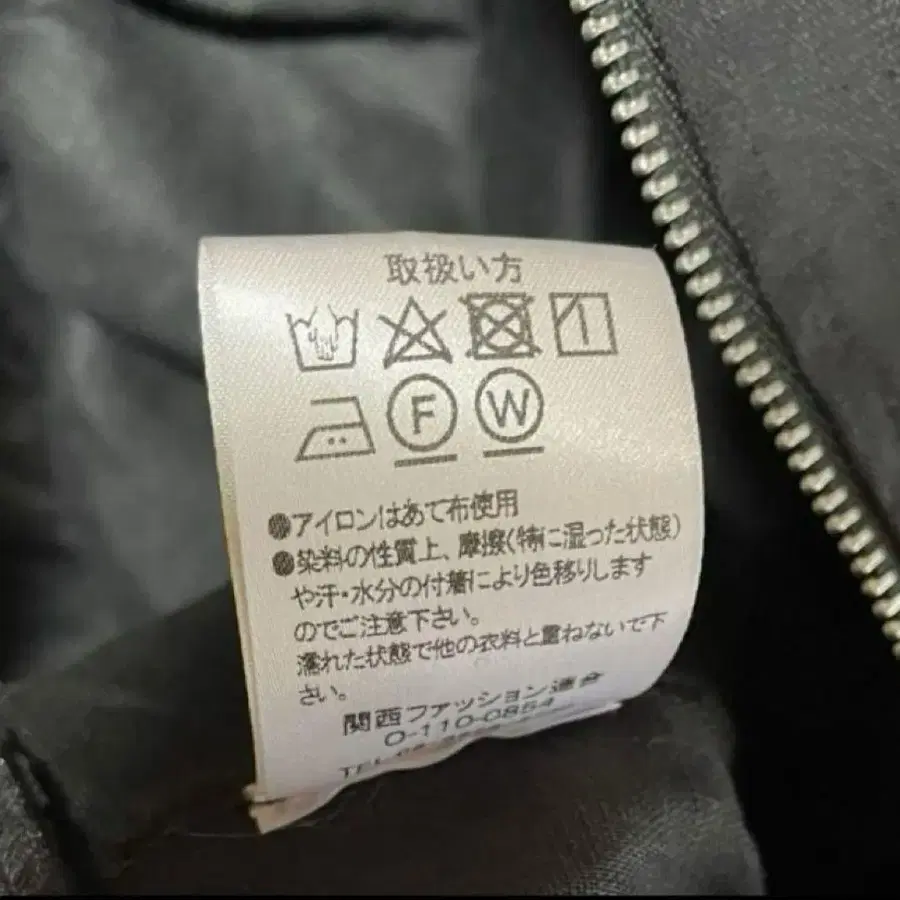 取扱い方
F W
●アイロンはあて布使用
●染料の性質上、摩擦(特に湿った状態)
や汗・水分の付着により色移りします
のでご注意下さい。
濡れた状態で他の衣料と重ねないで下
さい。
関西ファッション連合
0-110-0854
TEL